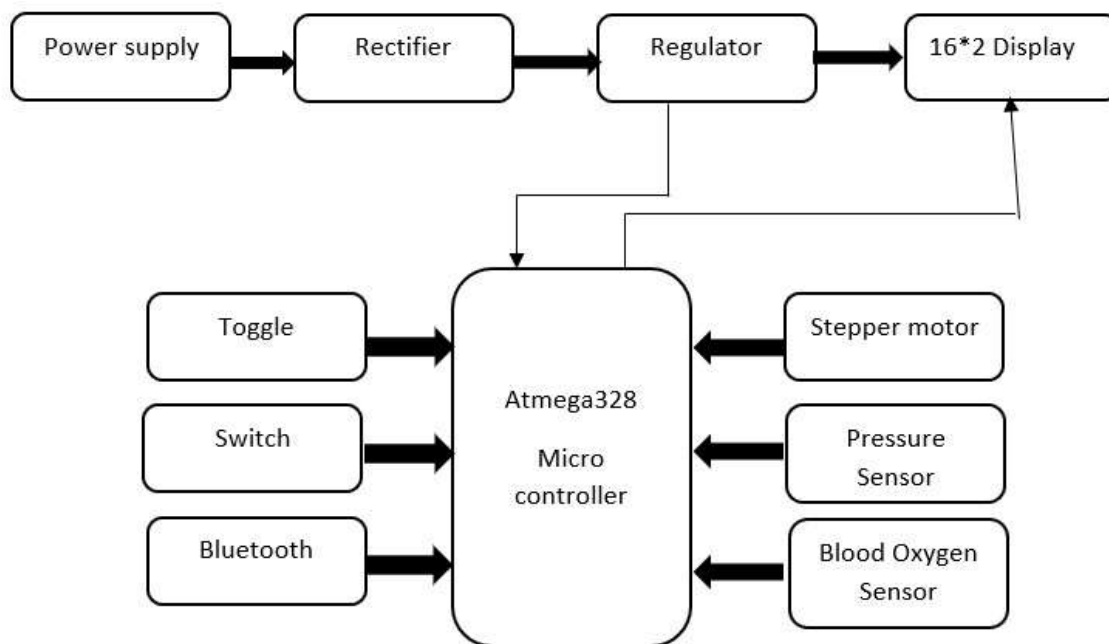 Power supply
Rectifier
Regulator
16*2 Display
Toggle
Switch
Bluetooth
Atmega328
Micro
controller
Stepper motor
Pressure
Sensor
Blood Oxygen
Sensor